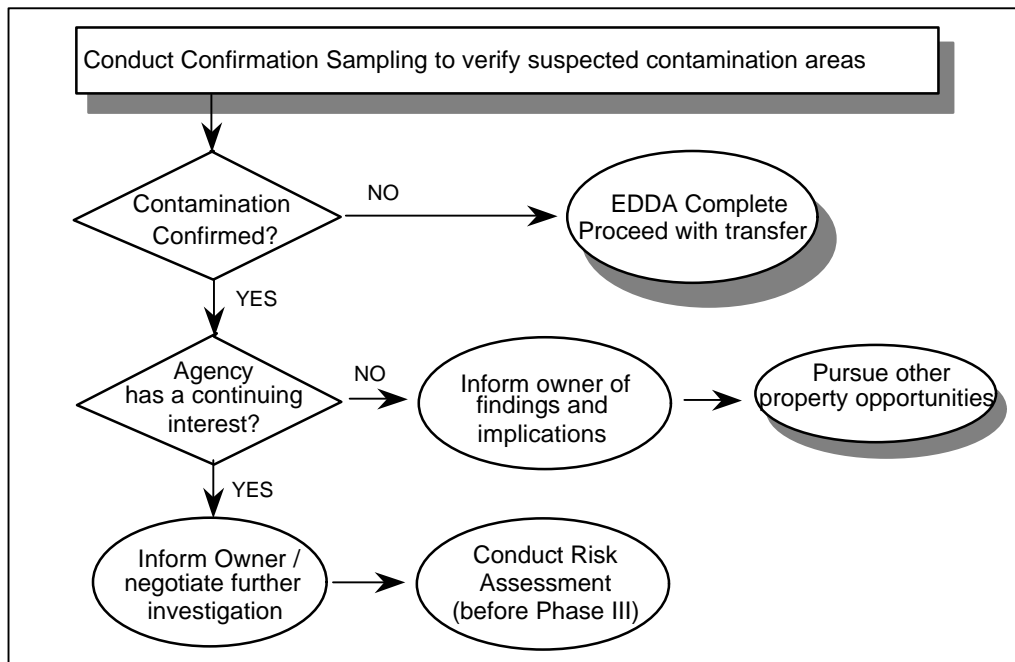 Conduct Confirmation Sampling to verify suspected contamination areas
Contamination
Confirmed?
NO
EDDA Complete
Proceed with transfer
YES
Agency
has a continuing
interest?
NO
Inform owner of
findings and
implications
Pursue other
property opportunities
YES
Inform Owner /
negotiate further
investigation
Conduct Risk
Assessment
(before Phase III)